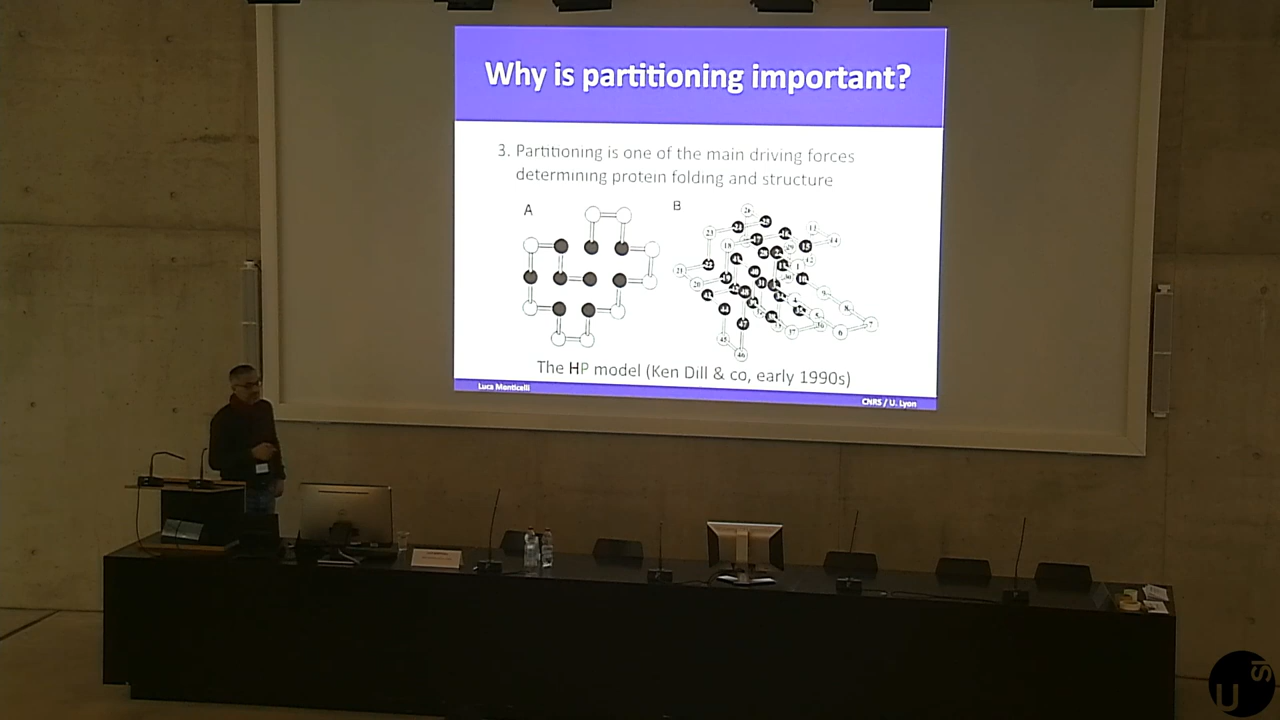 Why is partitioning important?
3. Partitioning is one of the main driving forces
determining protein folding and structure
A
B
The HP model (Ken Dill & co, early 1990s)
Luca Monticelli
CNRS / U. Lyon
U
SI